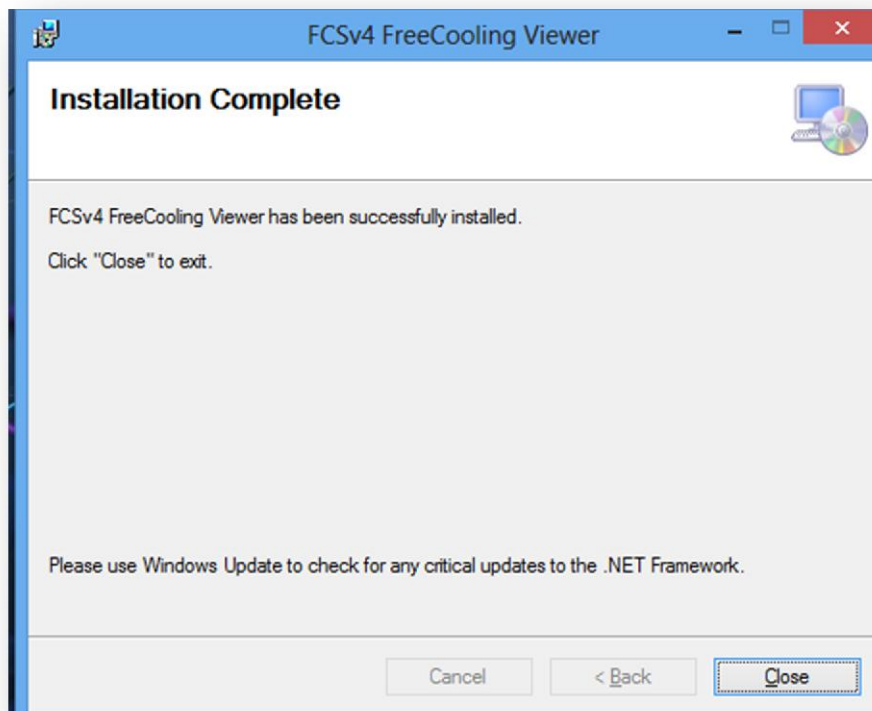 FCSv4 FreeCooling Viewer
Installation Complete
FCSv4 FreeCooling Viewer has been successfully installed.
Click "Close" to exit.
Please use Windows Update to check for any critical updates to the .NET Framework.
Cancel
< Back
Close